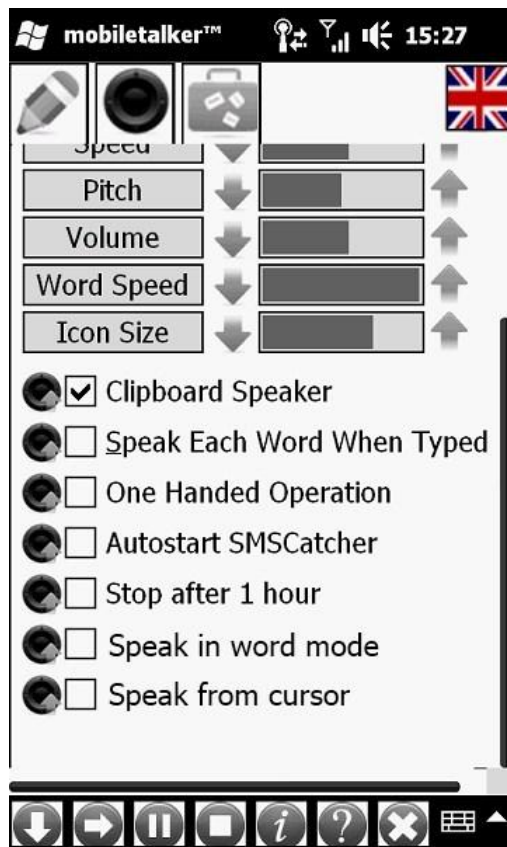 mobiletalker™ 15:27
Speed
Pitch
Volume
Word Speed
Icon Size
Clipboard Speaker
Speak Each Word When Typed
One Handed Operation
Autostart SMSCatcher
Stop after 1 hour
Speak in word mode
Speak from cursor
i ?